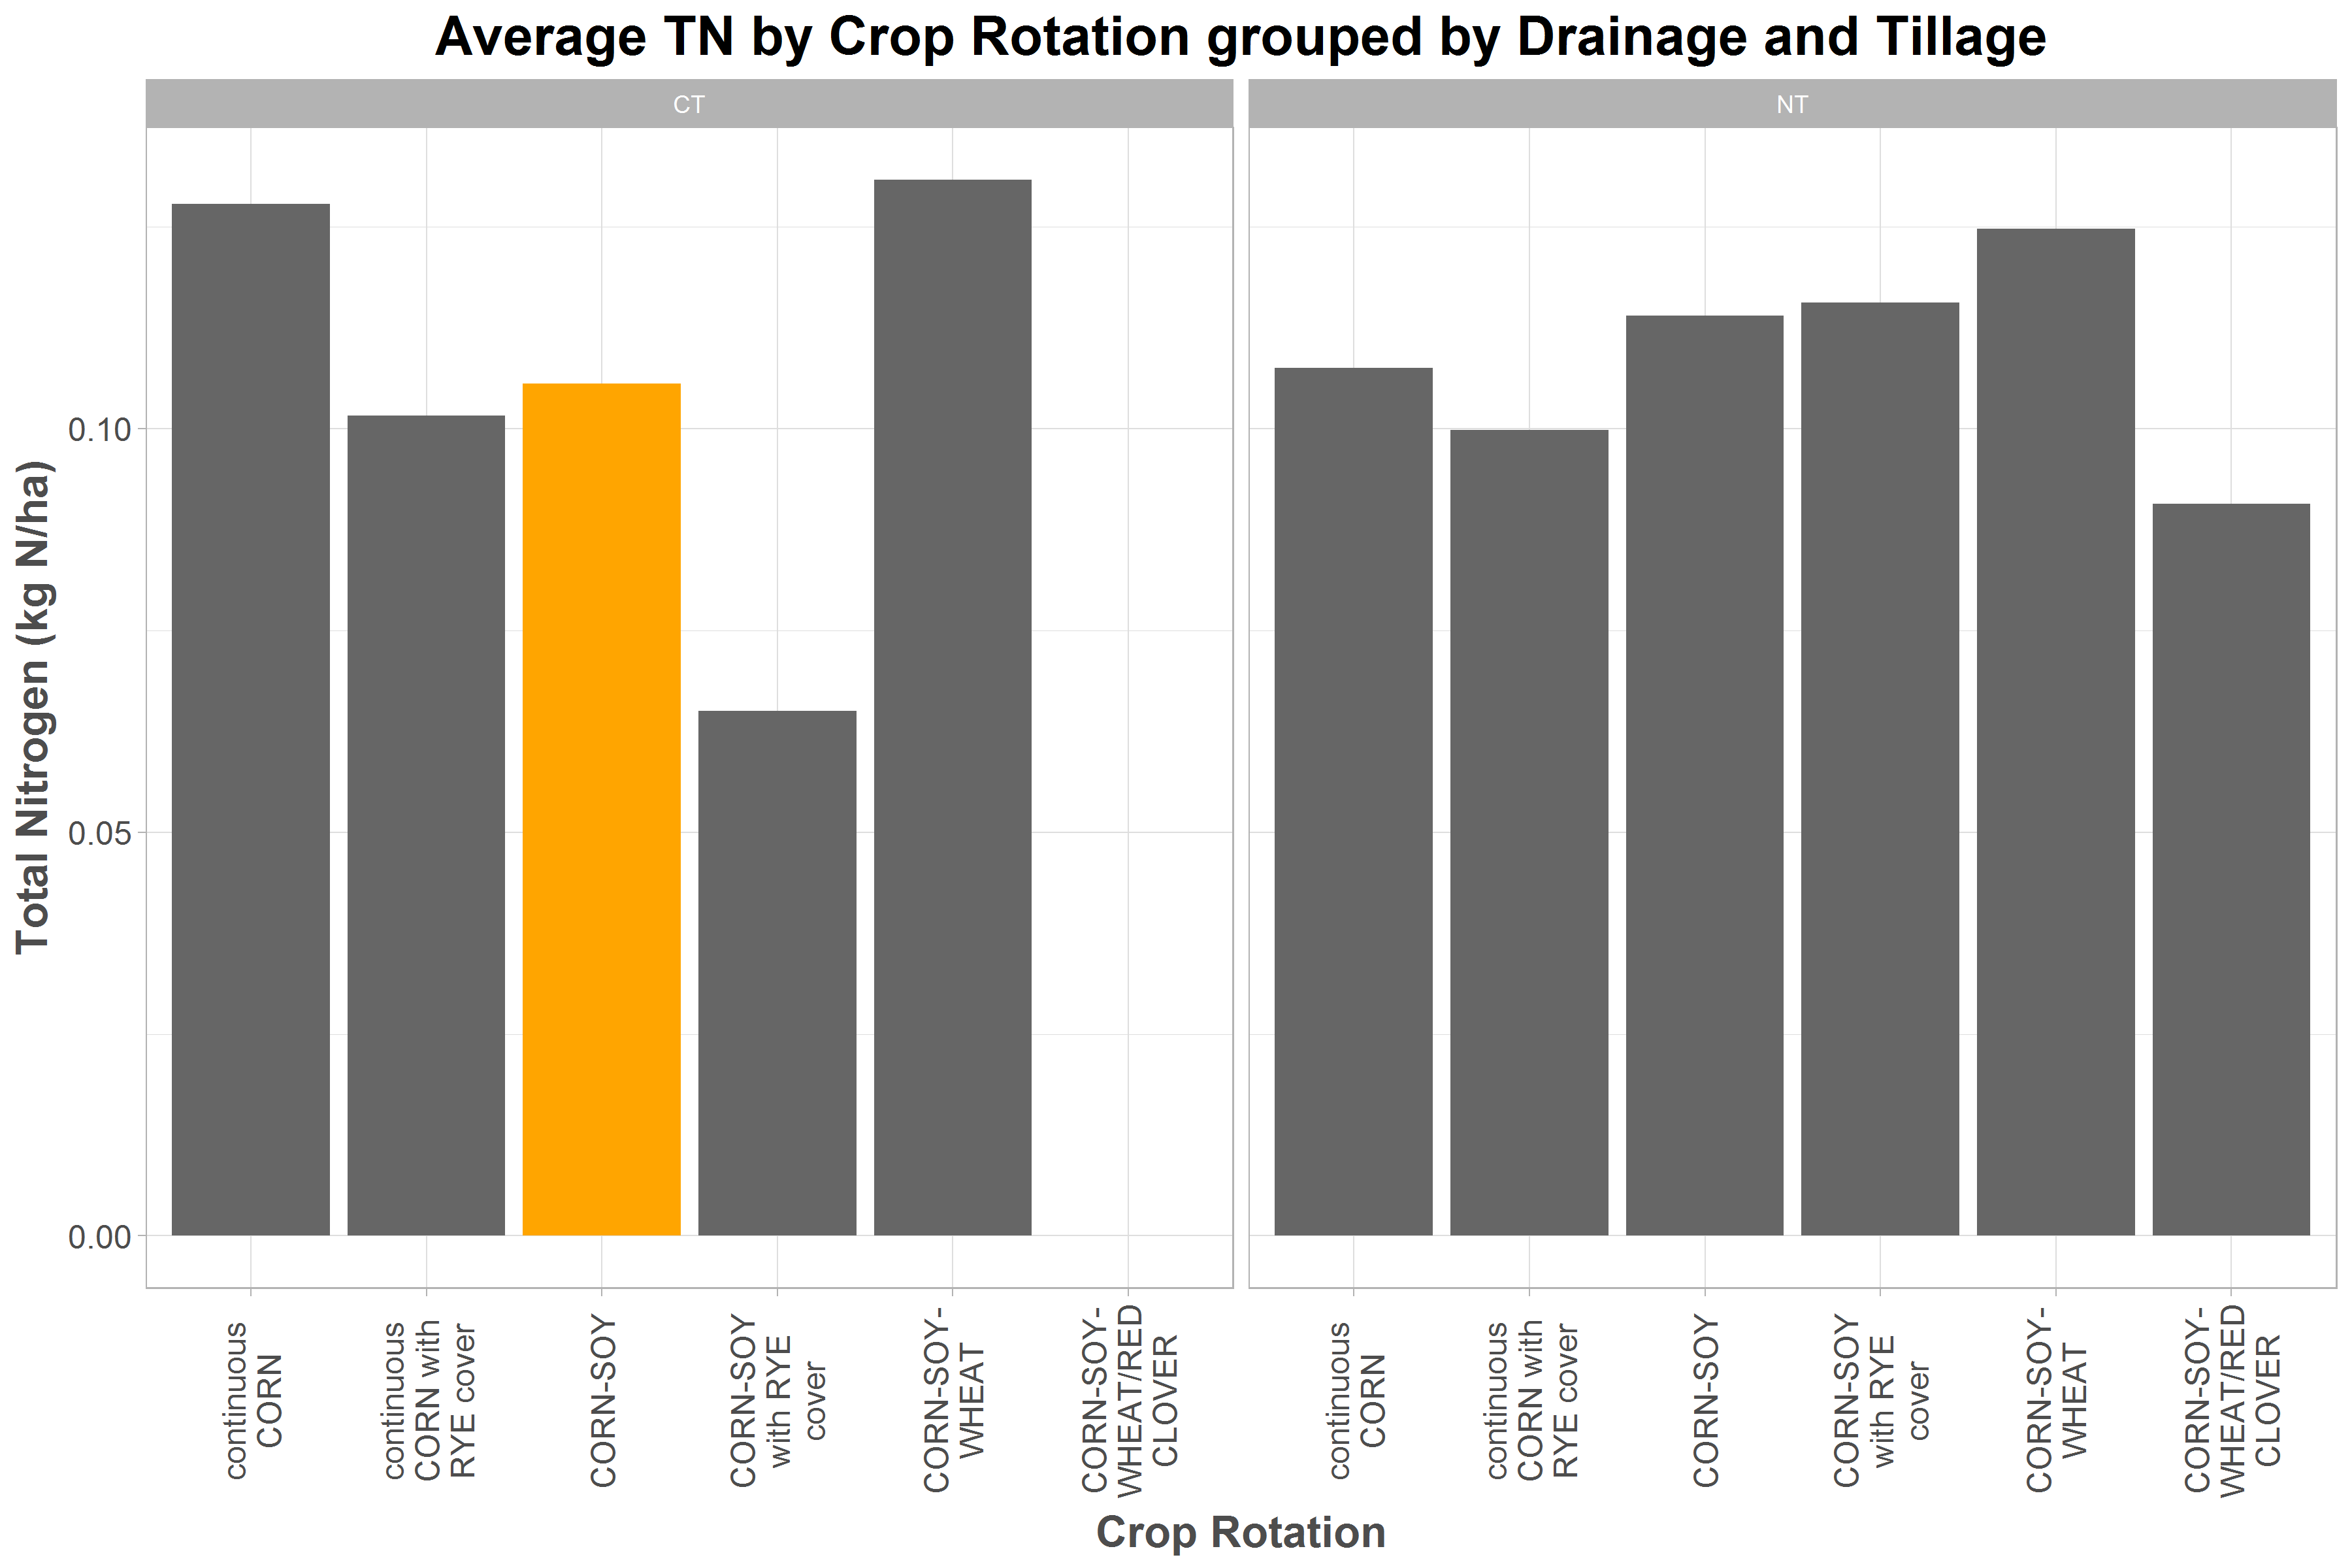 Average TN by Crop Rotation grouped by Drainage and Tillage
CT
NT
Total Nitrogen (kg N/ha)
0.10
0.05
0.00
continuous
CORN
continuous
CORN with
RYE cover
CORN-SOY
CORN-SOY
with RYE
cover
CORN-SOY-
WHEAT
CORN-SOY-
WHEAT/RED
CLOVER
continuous
CORN
continuous
CORN with
RYE cover
CORN-SOY
CORN-SOY
with RYE
cover
CORN-SOY-
WHEAT
CORN-SOY-
WHEAT/RED
CLOVER
Crop Rotation